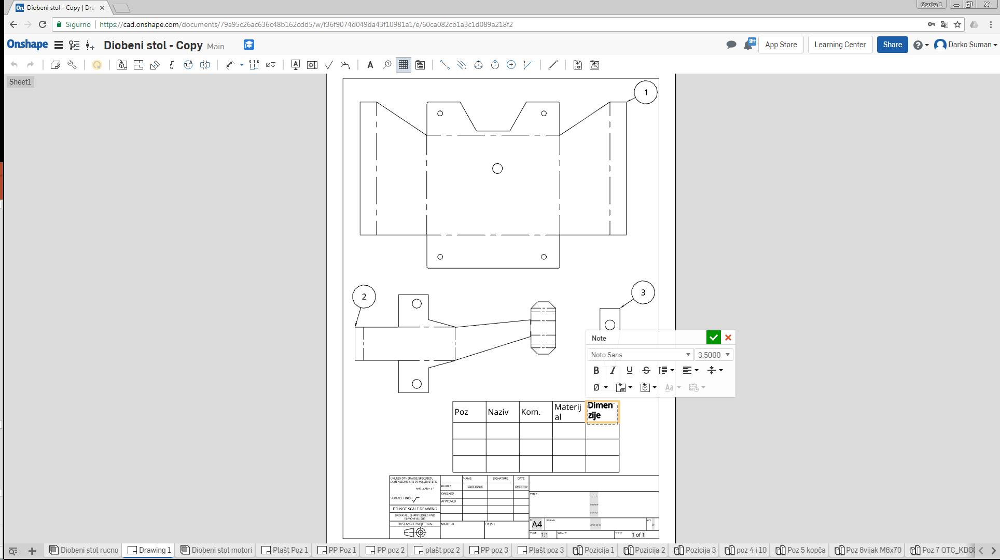 On. Diobeni stol - Copy | Dra
Osoba 1
Sigurno | https://cad.onshape.com/documents/79a95c26ac636c48b162cdd5/w/f36f9074d049da43f10981a1/e/60ca082cb1a3c1d089a218f2
Onshape Diobeni stol - Copy Main 9+ App Store Learning Center Share Darko Suman
Sheet1
1
2
3
Note
Noto Sans 3.5000
B I U S
Ø Aa
Poz Naziv Kom. Materij Dimen
al zije
UNLESS OTHERWISE SPECIFIED, NAME SIGNATURE DATE
DIMENSIONS ARE IN MILLIMETERS
DRAWN Darko Suman
CHECKED
APPROVED
SURFACE FINISH
TITLE
DO NOT SCALE DRAWING
BREAK ALL SHARP EDGES AND
REMOVE BURRS
FIRST ANGLE PROJECTION MATERIAL FINISH
A4
SCALE 1:1 WEIGHT SHEET 1 of 1
Diobeni stol rucno Drawing 1 Diobeni stol motori Plašt Poz 1 PP Poz 1 PP poz 2 plašt poz 2 PP poz 3 Plašt poz 3 Pozicija 1 Pozicija 2 Pozicija 3 poz 4 i 10 Poz 5 kopča Poz 6vijak M6x70 Poz 7 QTC_KDG